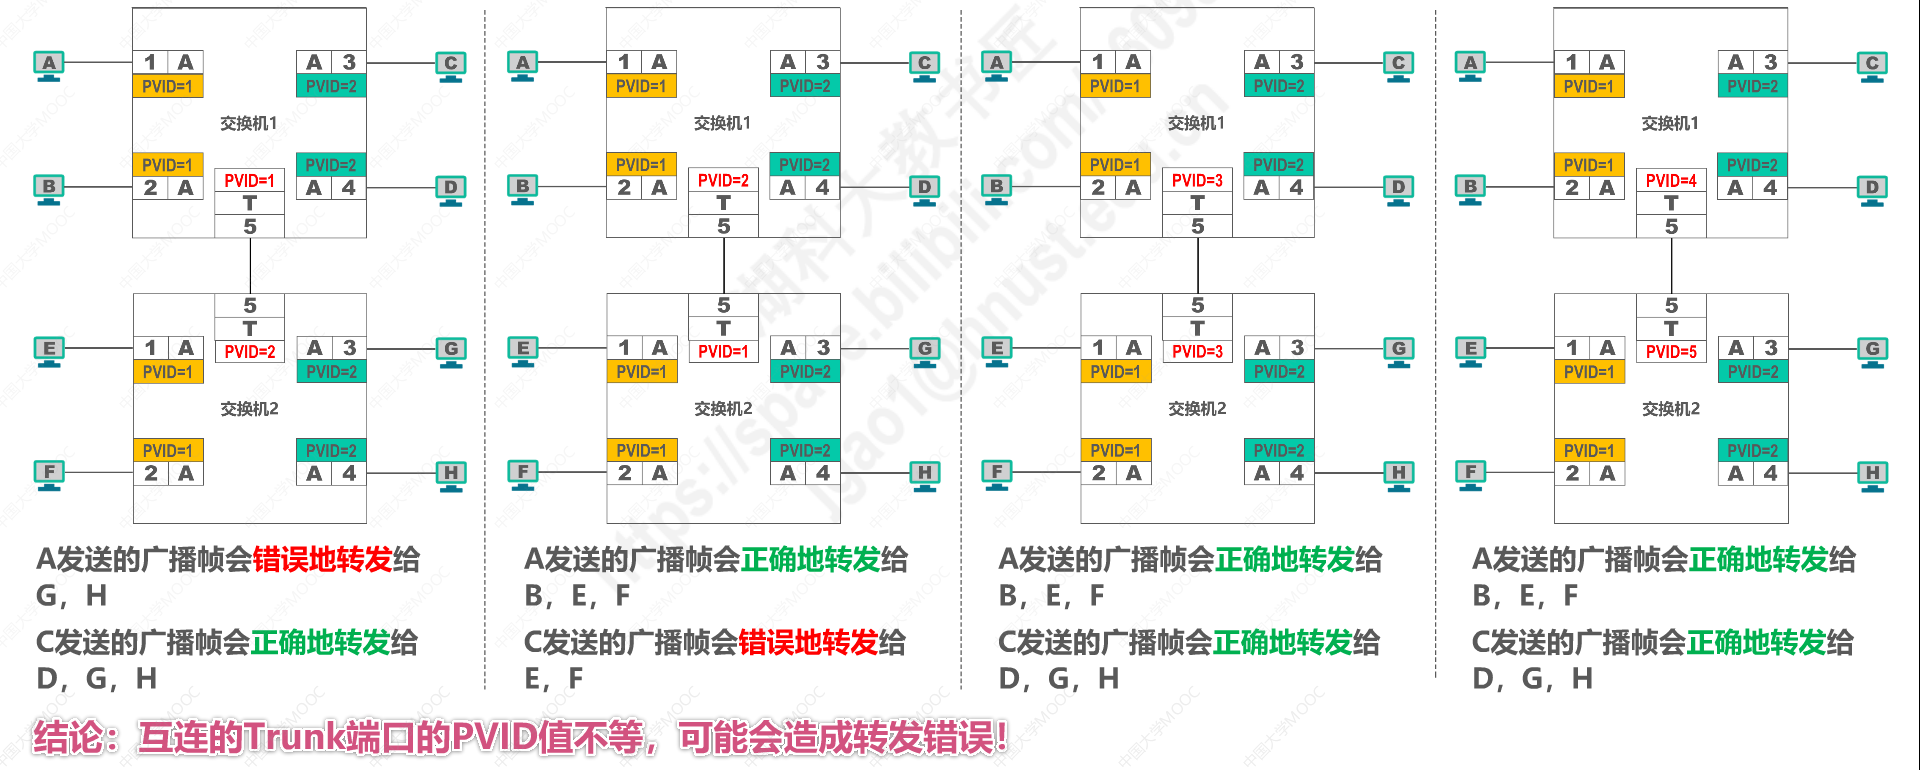 A 1 A PVID=1 A 3 PVID=2 C
交换机1
B PVID=1 2 A PVID=1 T 5 PVID=2 A 4 D
5 T PVID=2
E 1 A PVID=1 A 3 PVID=2 G
交换机2
F PVID=1 2 A PVID=2 A 4 H
A发送的广播帧会错误地转发给
G，H
C发送的广播帧会正确地转发给
D，G，H
A 1 A PVID=1 A 3 PVID=2 C
交换机1
B PVID=1 2 A PVID=2 T 5 PVID=2 A 4 D
5 T PVID=1
E 1 A PVID=1 A 3 PVID=2 G
交换机2
F PVID=1 2 A PVID=2 A 4 H
A发送的广播帧会正确地转发给
B，E，F
C发送的广播帧会错误地转发给
E，F
A 1 A PVID=1 A 3 PVID=2 C
交换机1
B PVID=1 2 A PVID=3 T 5 PVID=2 A 4 D
5 T PVID=3
E 1 A PVID=1 A 3 PVID=2 G
交换机2
F PVID=1 2 A PVID=2 A 4 H
A发送的广播帧会正确地转发给
B，E，F
C发送的广播帧会正确地转发给
D，G，H
A 1 A PVID=1 A 3 PVID=2 C
交换机1
B PVID=1 2 A PVID=4 T 5 PVID=2 A 4 D
5 T PVID=5
E 1 A PVID=1 A 3 PVID=2 G
交换机2
F PVID=1 2 A PVID=2 A 4 H
A发送的广播帧会正确地转发给
B，E，F
C发送的广播帧会正确地转发给
D，G，H
结论：互连的Trunk端口的PVID值不等，可能会造成转发错误！
中国大学MOOC